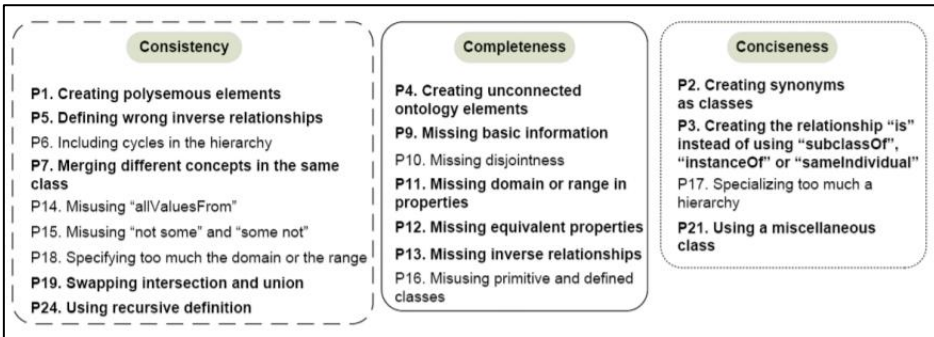 Consistency
P1. Creating polysemous elements
P5. Defining wrong inverse relationships
P6. Including cycles in the hierarchy
P7. Merging different concepts in the same
class
P14. Misusing “allValuesFrom”
P15. Misusing “not some” and “some not”
P18. Specifying too much the domain or the range
P19. Swapping intersection and union
P24. Using recursive definition
Completeness
P4. Creating unconnected
ontology elements
P9. Missing basic information
P10. Missing disjointness
P11. Missing domain or range in
properties
P12. Missing equivalent properties
P13. Missing inverse relationships
P16. Misusing primitive and defined
classes
Conciseness
P2. Creating synonyms
as classes
P3. Creating the relationship “is”
instead of using “subclassOf”,
“instanceOf” or “sameIndividual”
P17. Specializing too much a
hierarchy
P21. Using a miscellaneous
class